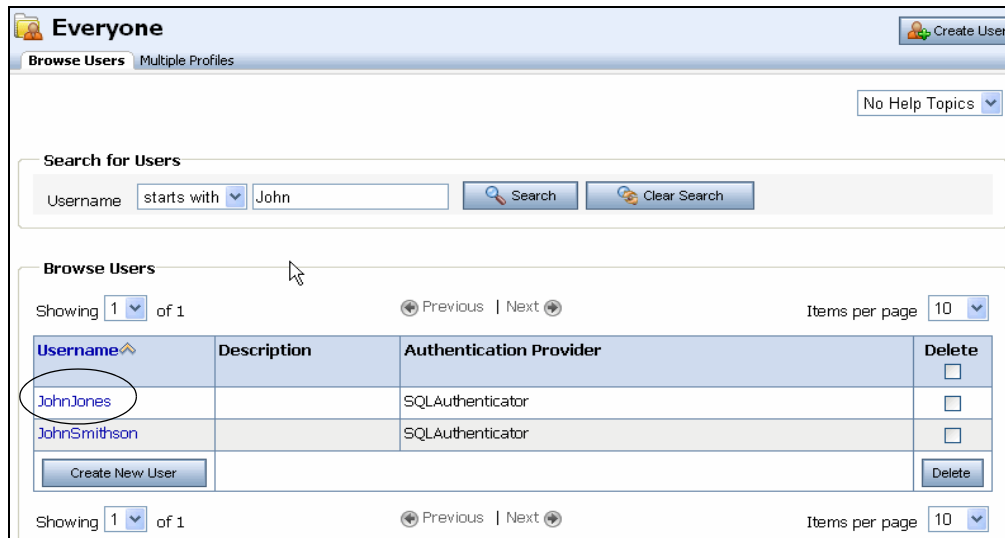 Everyone
Create User
Browse Users Multiple Profiles
No Help Topics
Search for Users
Username starts with John Search Clear Search
Browse Users
Showing 1 of 1 Previous | Next Items per page 10
Username Description Authentication Provider Delete
JohnJones SQLAuthenticator
JohnSmithson SQLAuthenticator
Create New User Delete
Showing 1 of 1 Previous | Next Items per page 10